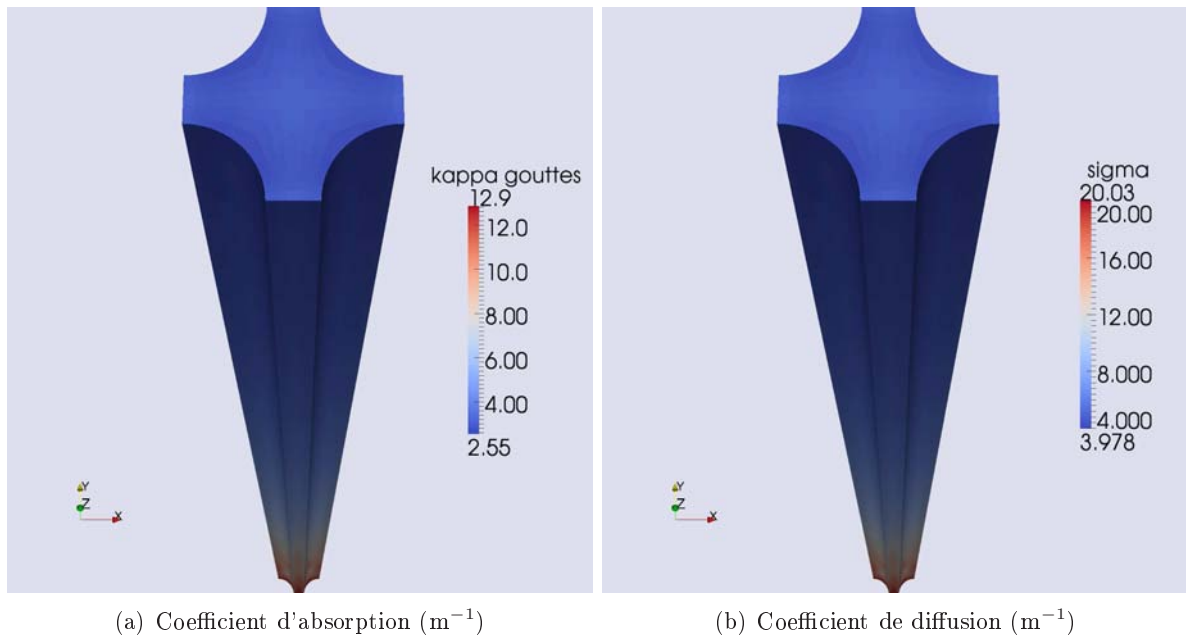 kappa gouttes
12.9
12.0
10.0
8.00
6.00
4.00
2.55
Y
Z
X
sigma
20.03
20.00
16.00
12.00
8.000
4.000
3.978
Y
Z
X
(a) Coefficient d'absorption (m⁻¹)
(b) Coefficient de diffusion (m⁻¹)